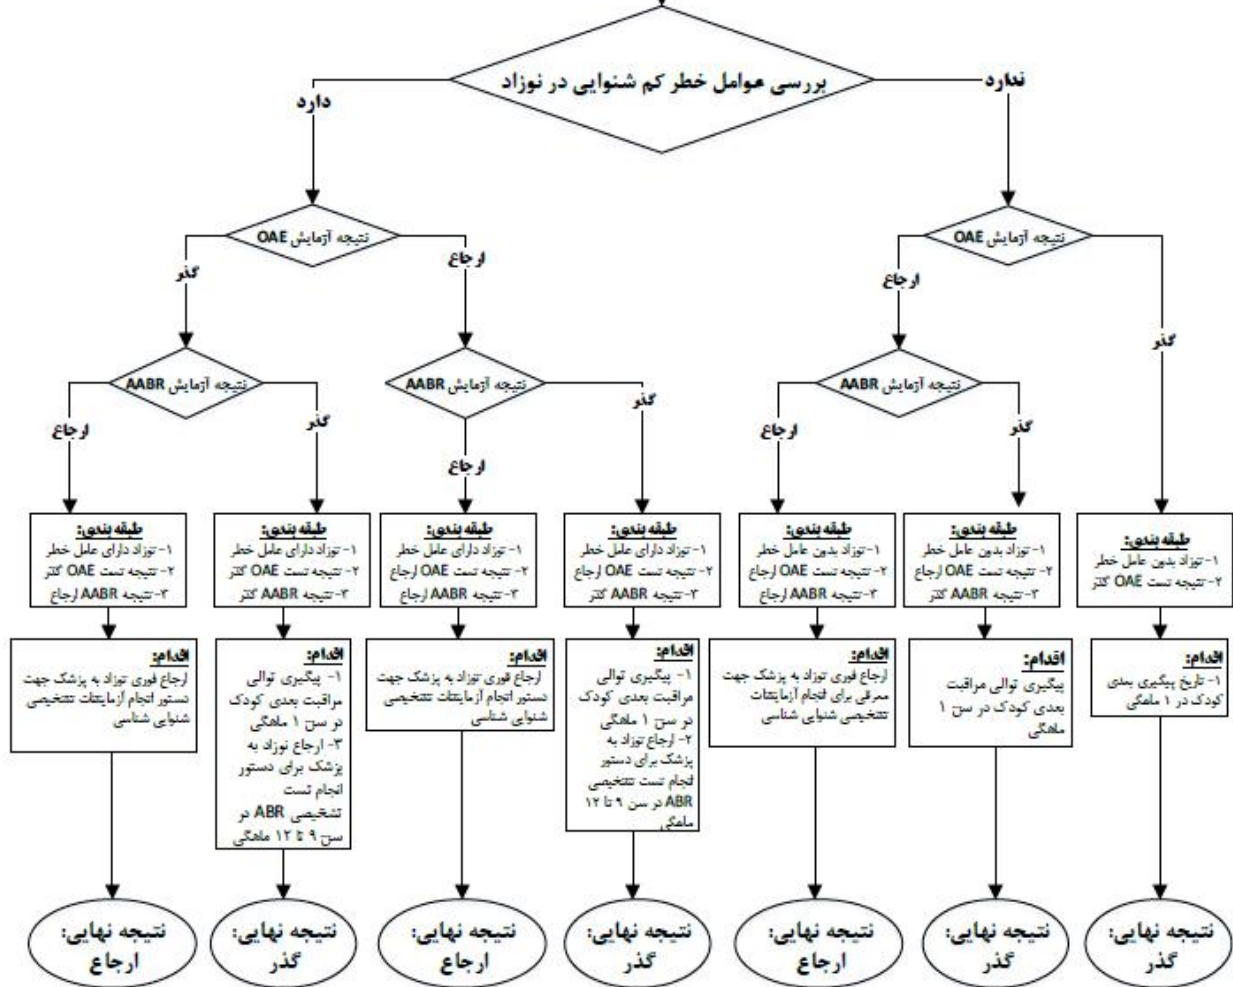 بررسی عوامل خطر کم شنوایی در نوزاد
ندارد
دارد
نتیجه آزمایش OAE
نتیجه آزمایش OAE
گذر
ارجاع
ارجاع
گذر
نتیجه آزمایش AABR
نتیجه آزمایش AABR
نتیجه آزمایش AABR
گذر
ارجاع
گذر
ارجاع
گذر
ارجاع
طبقه بندی:
۱- نوزاد بدون عامل خطر
۲- نتیجه تست OAE گذر
طبقه بندی:
۱- نوزاد بدون عامل خطر
۲- نتیجه تست OAE ارجاع
۳- نتیجه AABR گذر
طبقه بندی:
۱- نوزاد بدون عامل خطر
۲- نتیجه تست OAE ارجاع
۳- نتیجه AABR ارجاع
طبقه بندی:
۱- نوزاد دارای عامل خطر
۲- نتیجه تست OAE ارجاع
۳- نتیجه AABR گذر
طبقه بندی:
۱- نوزاد دارای عامل خطر
۲- نتیجه تست OAE ارجاع
۳- نتیجه AABR ارجاع
طبقه بندی:
۱- نوزاد دارای عامل خطر
۲- نتیجه تست OAE گذر
۳- نتیجه AABR گذر
طبقه بندی:
۱- نوزاد دارای عامل خطر
۲- نتیجه تست OAE گذر
۳- نتیجه AABR ارجاع
اقدام:
۱- تاریخ پیگیری بعدی
کودک در ۱ ماهگی
اقدام:
پیگیری توالی مراقبت
بعدی کودک در سن ۱
ماهگی
اقدام:
ارجاع فوری نوزاد به پزشک جهت
معرفی برای انجام آزمایشات
تشخیصی شنوایی شناسی
اقدام:
۱- پیگیری توالی
مراقبت بعدی کودک
در سن ۱ ماهگی
۲- ارجاع نوزاد به
پزشک برای دستور
انجام تست تشخیصی
ABR در سن ۹ تا ۱۲
ماهگی
اقدام:
ارجاع فوری نوزاد به پزشک جهت
دستور انجام آزمایشات تشخیصی
شنوایی شناسی
اقدام:
۱- پیگیری توالی
مراقبت بعدی کودک
در سن ۱ ماهگی
۳- ارجاع نوزاد به
پزشک برای دستور
انجام تست
تشخیصی ABR در
سن ۹ تا ۱۲ ماهگی
اقدام:
ارجاع فوری نوزاد به پزشک جهت
دستور انجام آزمایشات تشخیصی
شنوایی شناسی
نتیجه نهایی:
گذر
نتیجه نهایی:
گذر
نتیجه نهایی:
ارجاع
نتیجه نهایی:
گذر
نتیجه نهایی:
ارجاع
نتیجه نهایی:
گذر
نتیجه نهایی:
ارجاع